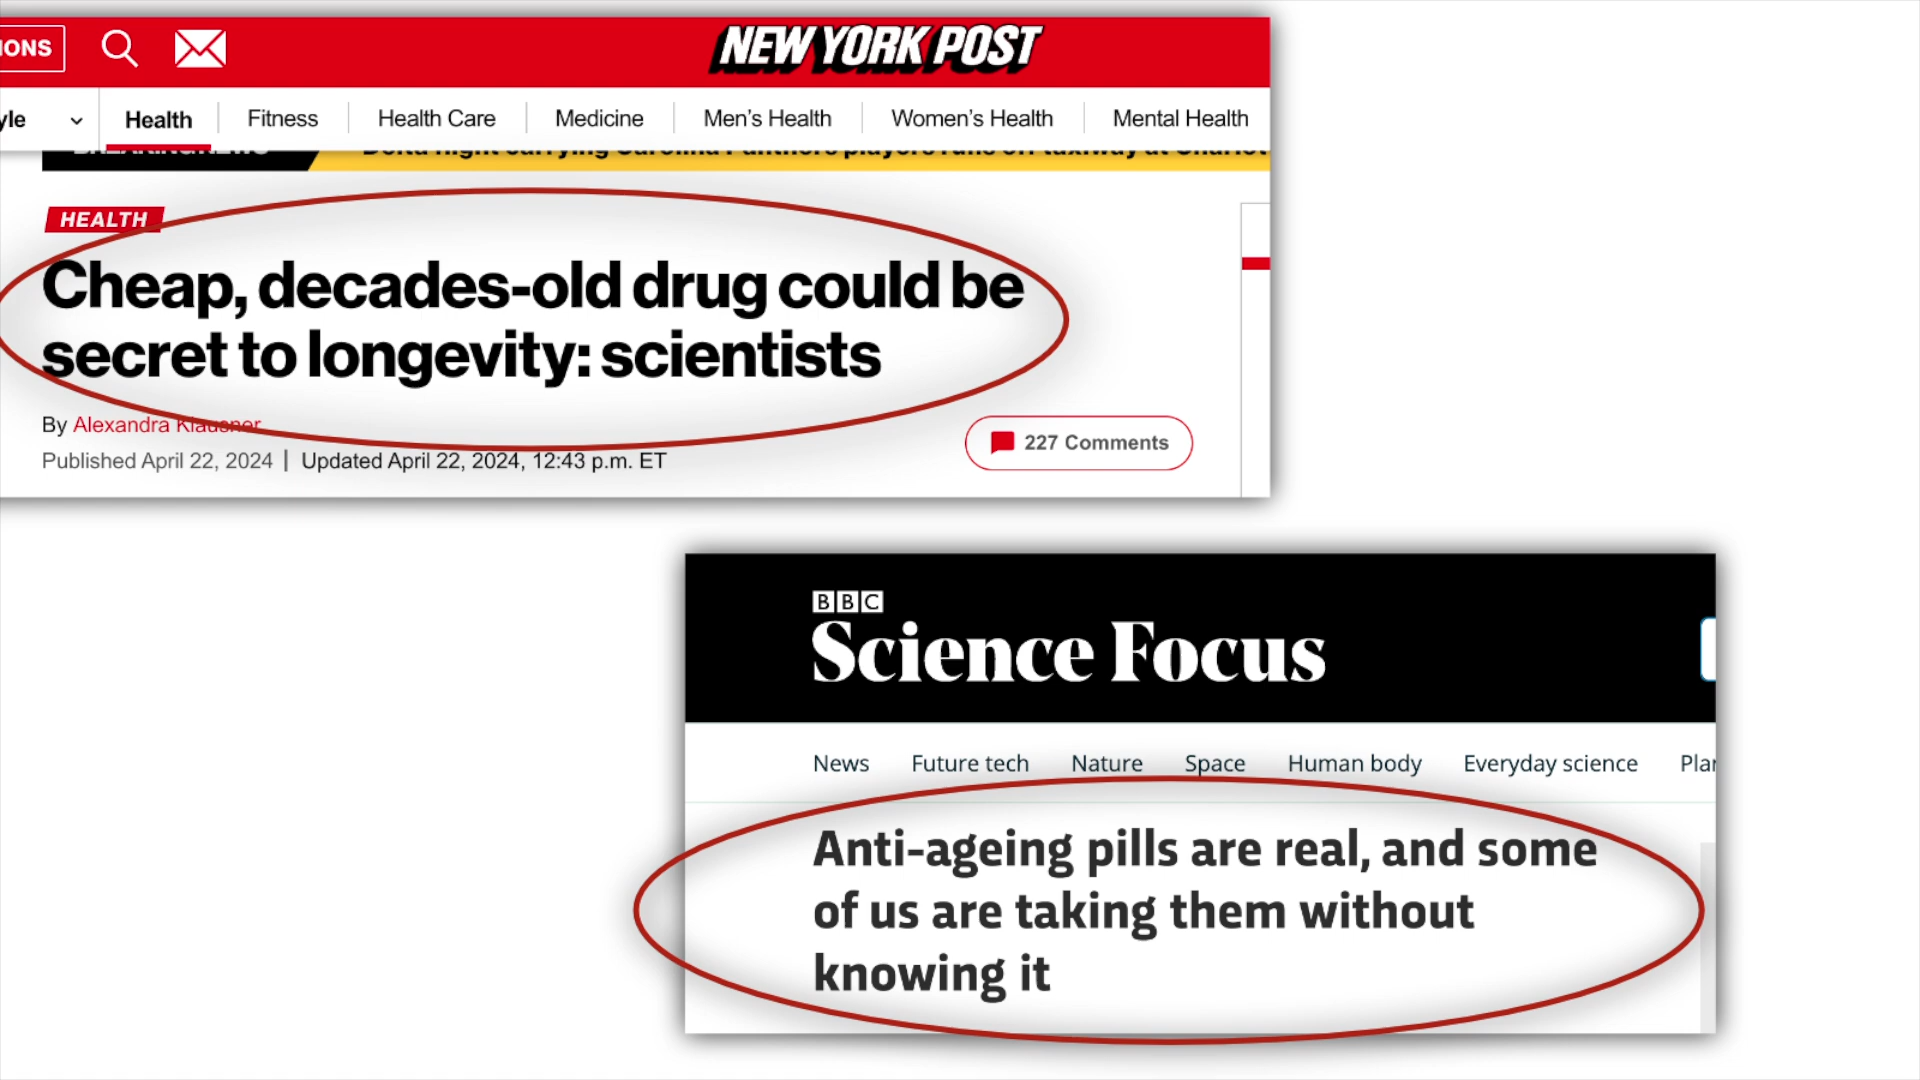 IONS
NEW YORK POST
yle Health Fitness Health Care Medicine Men's Health Women's Health Mental Health
HEALTH
Cheap, decades-old drug could be
secret to longevity: scientists
By Alexandra Klausner
Published April 22, 2024 | Updated April 22, 2024, 12:43 p.m. ET
227 Comments
BBC
Science Focus
News Future tech Nature Space Human body Everyday science Plan
Anti-ageing pills are real, and some
of us are taking them without
knowing it